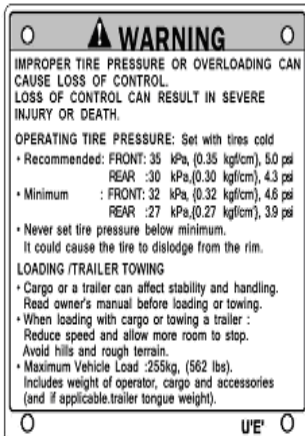 WARNING
IMPROPER TIRE PRESSURE OR OVERLOADING CAN
CAUSE LOSS OF CONTROL.
LOSS OF CONTROL CAN RESULT IN SEVERE
INJURY OR DEATH.
OPERATING TIRE PRESSURE: Set with tires cold
• Recommended: FRONT: 35 kPa, {0.35 kgf/cm², 5.0 psi
REAR :30 kPa,{0.30 kgf/cm², 4.3 psi
• Minimum : FRONT: 32 kPa, {0.32 kgf/cm², 4.6 psi
REAR :27 kPa,{0.27 kgf/cm², 3.9 psi
• Never set tire pressure below minimum.
It could cause the tire to dislodge from the rim.
LOADING /TRAILER TOWING
• Cargo or a trailer can affect stability and handling.
Read owner's manual before loading or towing.
• When loading with cargo or towing a trailer :
Reduce speed and allow more room to stop.
Avoid hills and rough terrain.
• Maximum Vehicle Load :255kg, (562 lbs).
Includes weight of operator, cargo and accessories
(and if applicable.trailer tongue weight).
U'E'